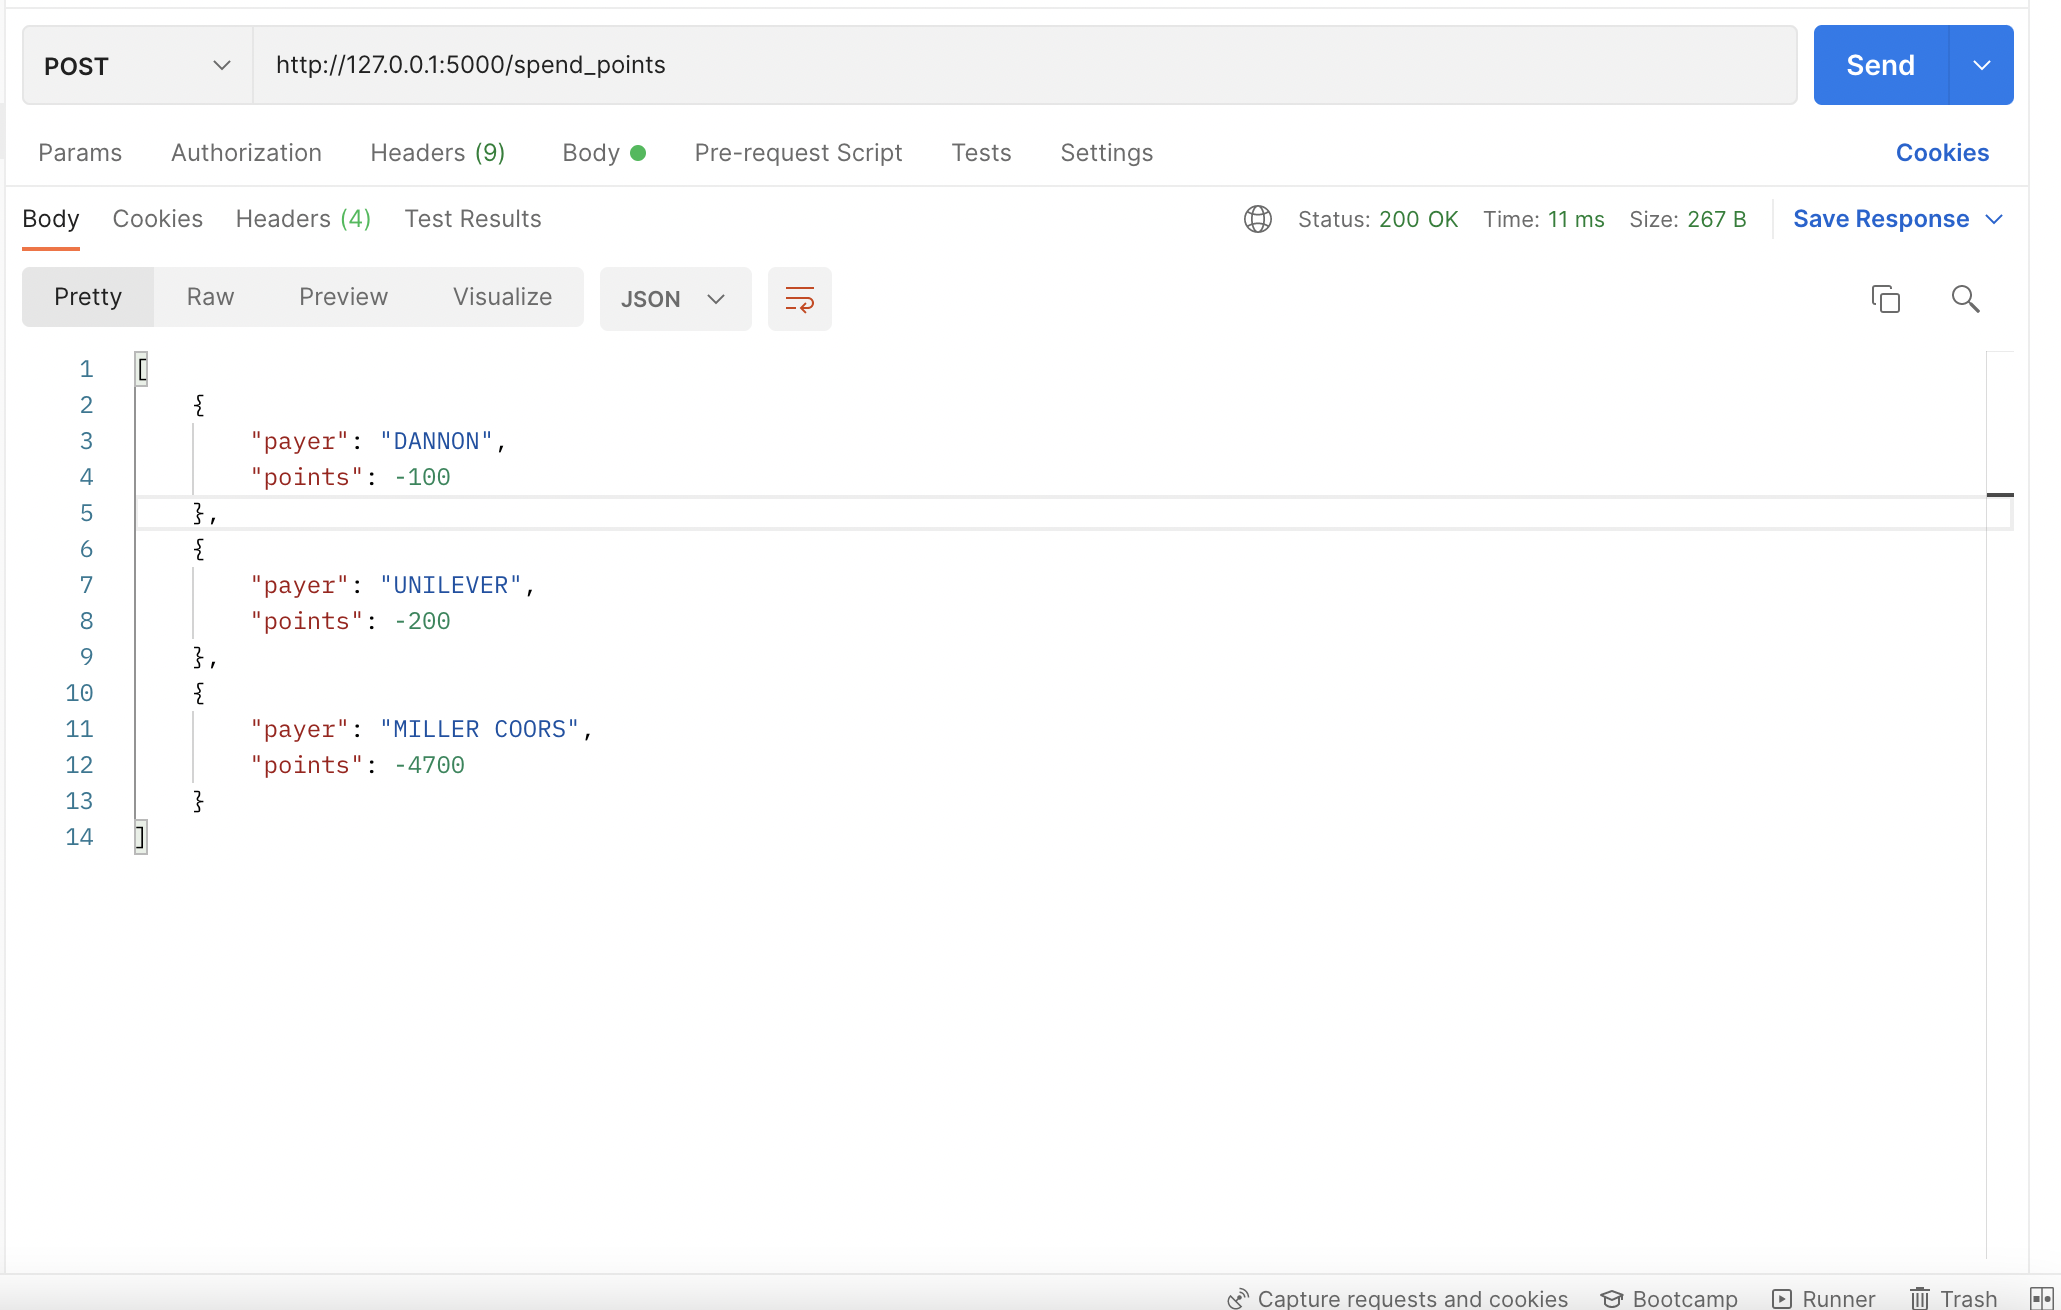 POST http://127.0.0.1:5000/spend_points Send
Params Authorization Headers (9) Body Pre-request Script Tests Settings Cookies
Body Cookies Headers (4) Test Results Status: 200 OK Time: 11 ms Size: 267 B Save Response
Pretty Raw Preview Visualize JSON
1 [
2 {
3 "payer": "DANNON",
4 "points": -100
5 },
6 {
7 "payer": "UNILEVER",
8 "points": -200
9 },
10 {
11 "payer": "MILLER COORS",
12 "points": -4700
13 }
14 ]
Capture requests and cookies Bootcamp Runner Trash